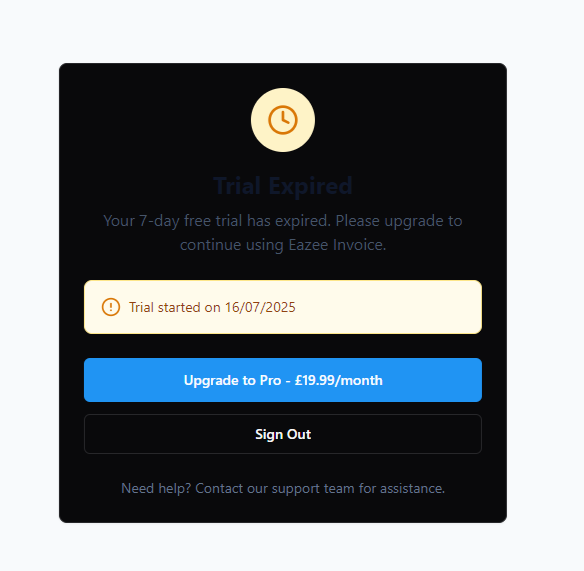 Trial Expired
Your 7-day free trial has expired. Please upgrade to
continue using Eazee Invoice.
Trial started on 16/07/2025
Upgrade to Pro - £19.99/month
Sign Out
Need help? Contact our support team for assistance.